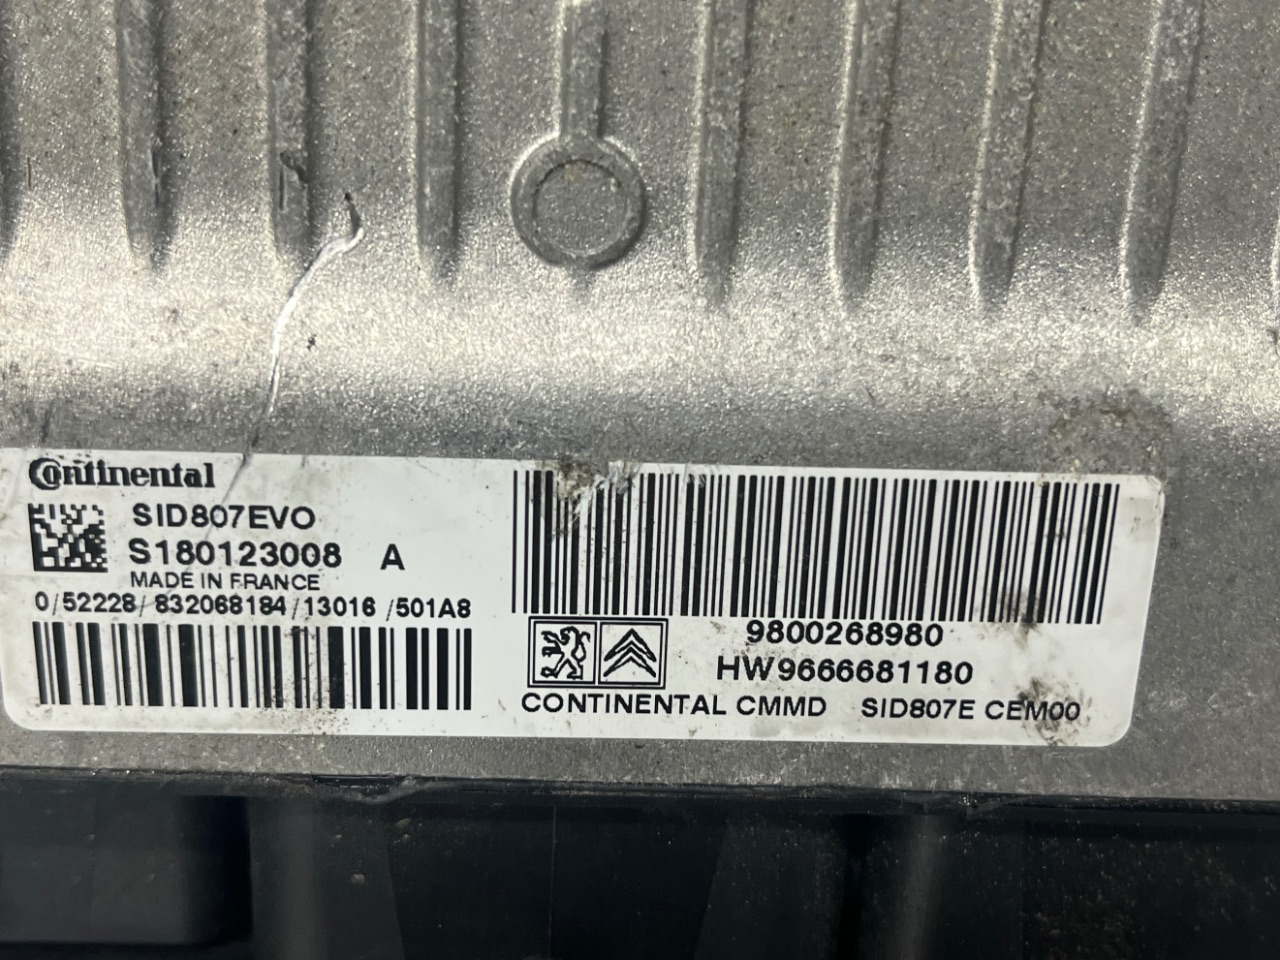 Continental
SID807EVO
S180123008 A
MADE IN FRANCE
0/52228/832068184/13016/501A8
9800268980
HW9666681180
CONTINENTAL CMMD SID807E CEM00